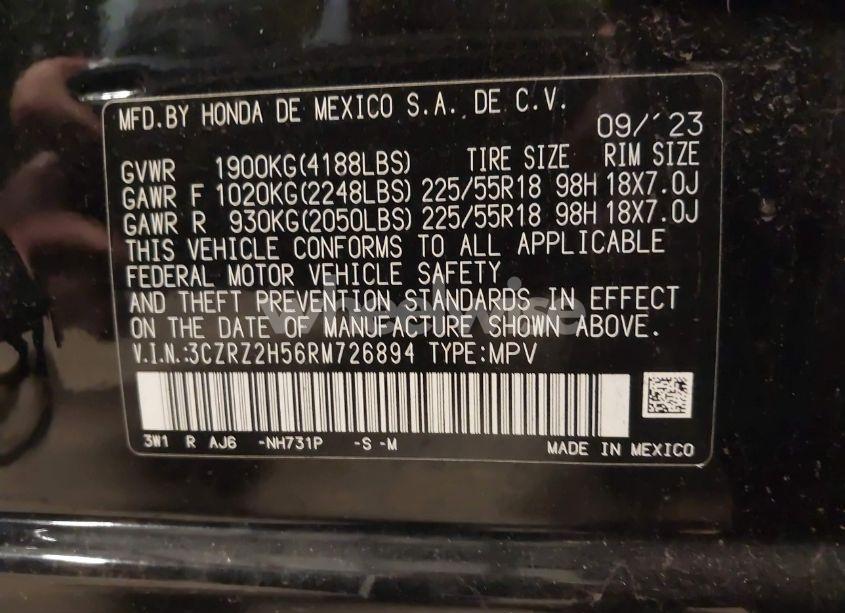 MFD.BY HONDA DE MEXICO S.A. DE C.V.
09/'23
GVWR 1900KG(4188LBS) TIRE SIZE RIM SIZE
GAWR F 1020KG(2248LBS) 225/55R18 98H 18X7.0J
GAWR R 930KG(2050LBS) 225/55R18 98H 18X7.0J
THIS VEHICLE CONFORMS TO ALL APPLICABLE
FEDERAL MOTOR VEHICLE SAFETY
AND THEFT PREVENTION STANDARDS IN EFFECT
ON THE DATE OF MANUFACTURE SHOWN ABOVE.
wheelwise
V.I.N.:3CZRZ2H56RM726894 TYPE:MPV
3W1 R AJ6 -NH731P -S -M MADE IN MEXICO